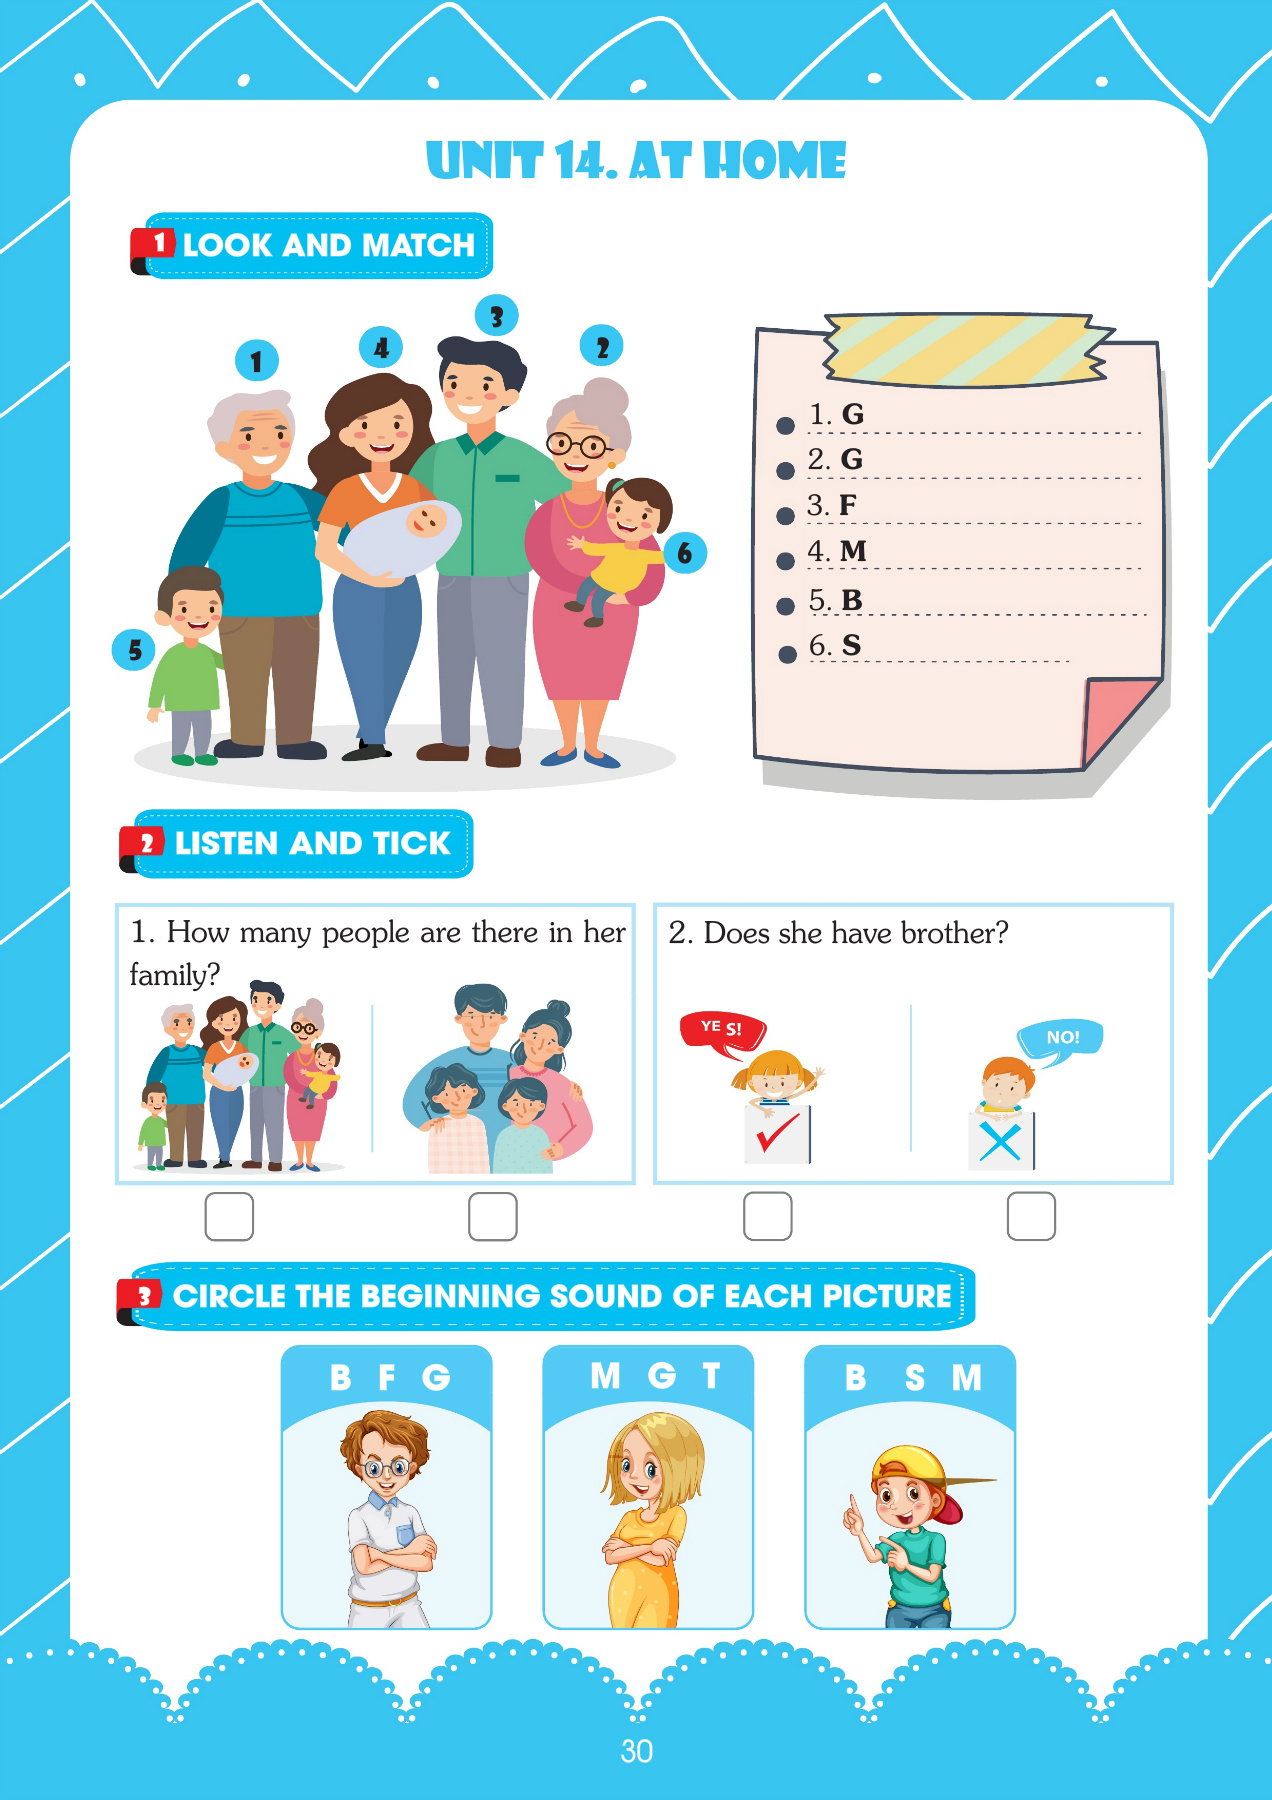 UNIT 14. AT HOME
1 LOOK AND MATCH
3
4
2
1
6
5
1. G
2. G
3. F
4. M
5. B
6. S
2 LISTEN AND TICK
1. How many people are there in her
family?
2. Does she have brother?
YE S!
NO!
3 CIRCLE THE BEGINNING SOUND OF EACH PICTURE
B F G
M G T
B S M
30